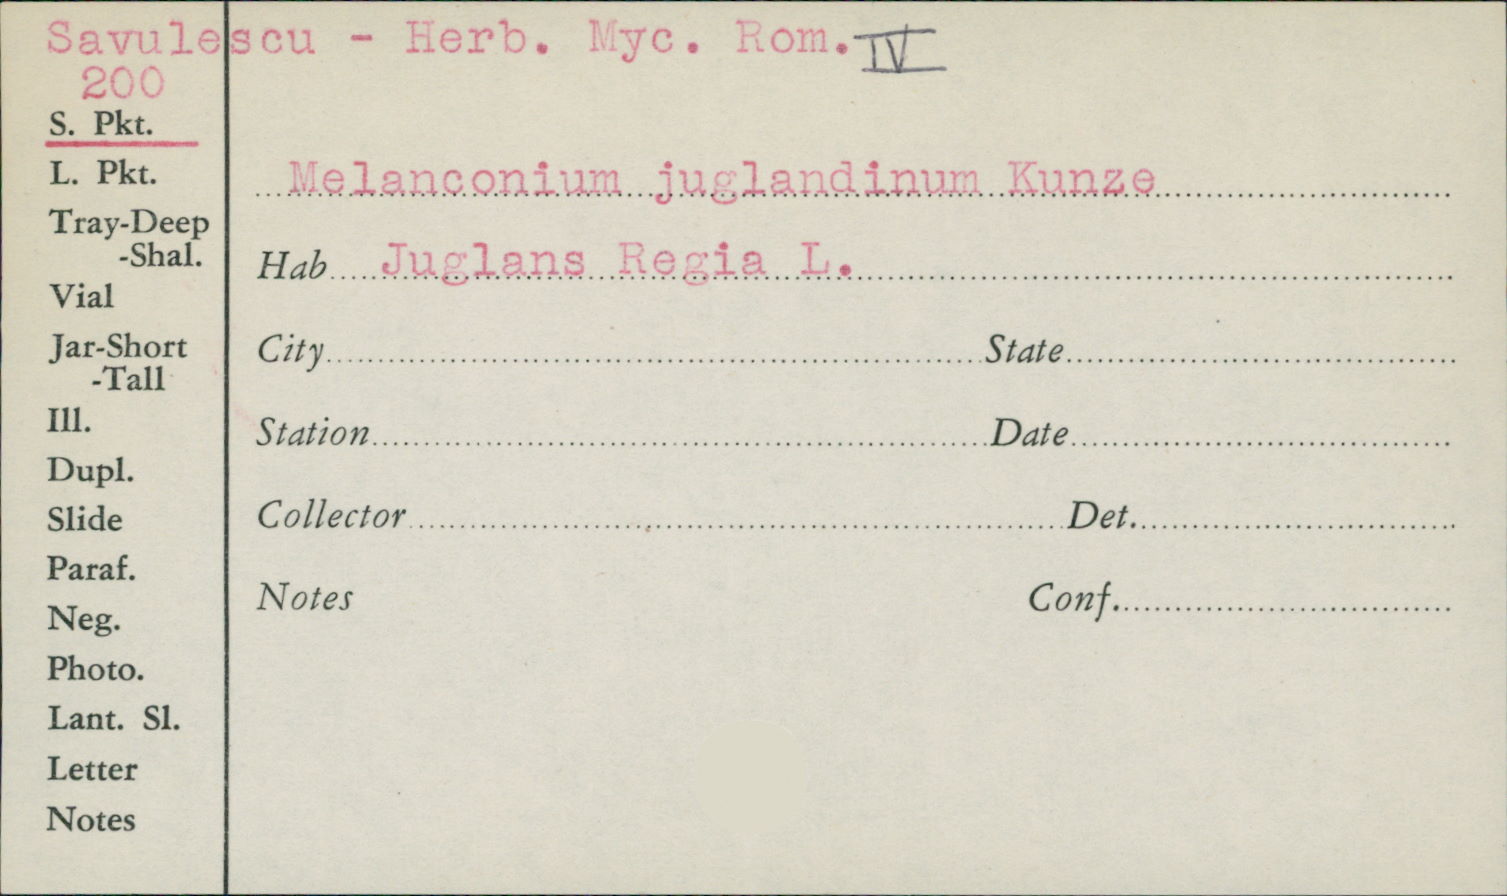 Savulescu - Herb. Myc. Rom. IV
200
S. Pkt.
L. Pkt.
Tray-Deep
-Shal.
Vial
Jar-Short
-Tall
Ill.
Dupl.
Slide
Paraf.
Neg.
Photo.
Lant. Sl.
Letter
Notes
Melanconium juglandinum Kunze
Hab Juglans Regia L.
City State
Station Date
Collector Det.
Notes Conf.